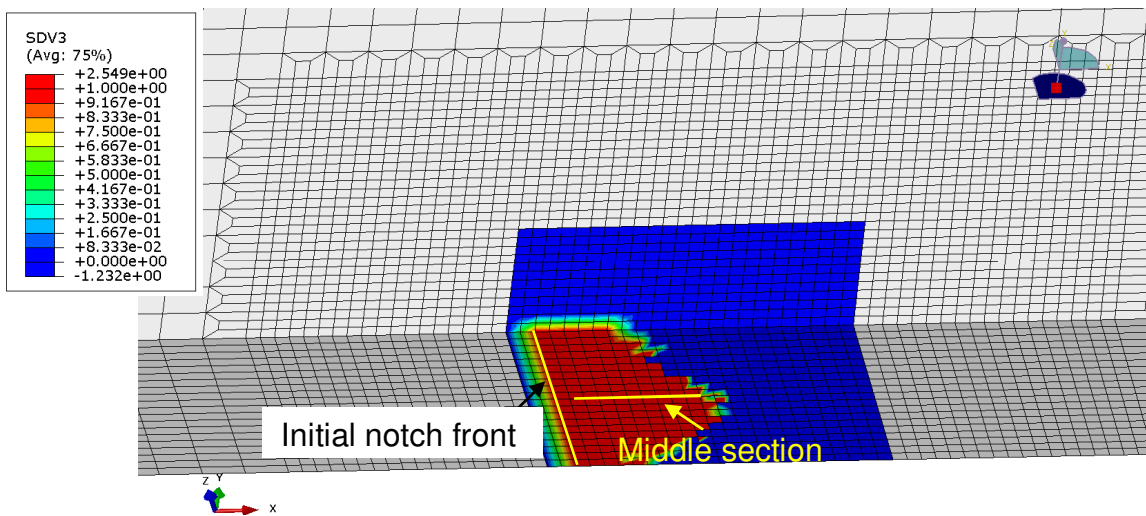 SDV3
(Avg: 75%)
+2.549e+00
+1.000e+00
+9.167e-01
+8.333e-01
+7.500e-01
+6.667e-01
+5.833e-01
+5.000e-01
+4.167e-01
+3.333e-01
+2.500e-01
+1.667e-01
+8.333e-02
+0.000e+00
-1.232e+00
Y
X
Initial notch front
Middle section
Z Y
X